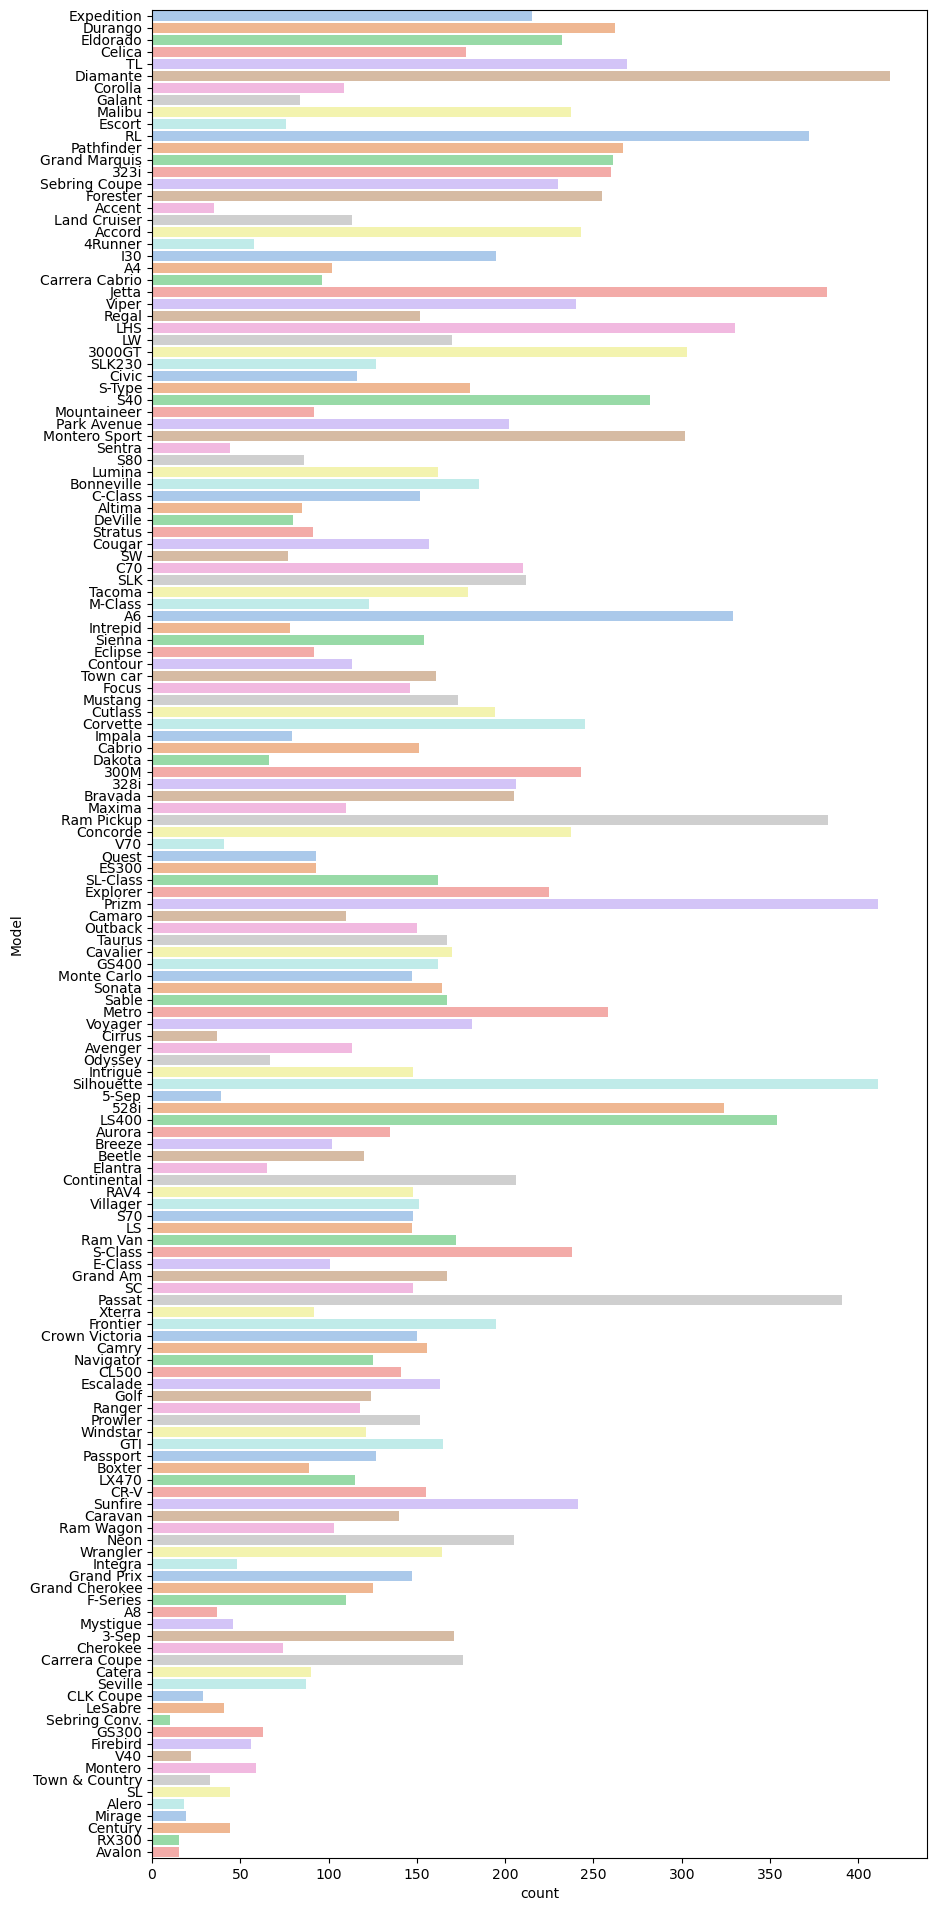 Expedition
Durango
Eldorado
Celica
TL
Diamante
Corolla
Galant
Malibu
Escort
RL
Pathfinder
Grand Marquis
323i
Sebring Coupe
Forester
Accent
Land Cruiser
Accord
4Runner
I30
A4
Carrera Cabrio
Jetta
Viper
Regal
LHS
LW
3000GT
SLK230
Civic
S-Type
S40
Mountaineer
Park Avenue
Montero Sport
Sentra
S80
Lumina
Bonneville
C-Class
Altima
DeVille
Stratus
Cougar
SW
C70
SLK
Tacoma
M-Class
A6
Intrepid
Sienna
Eclipse
Contour
Town car
Focus
Mustang
Cutlass
Corvette
Impala
Cabrio
Dakota
300M
328i
Bravada
Maxima
Ram Pickup
Concorde
V70
Quest
ES300
SL-Class
Explorer
Prizm
Camaro
Outback
Taurus
Cavalier
GS400
Monte Carlo
Sonata
Sable
Metro
Voyager
Cirrus
Avenger
Odyssey
Intrigue
Silhouette
5-Sep
528i
LS400
Aurora
Breeze
Beetle
Elantra
Continental
RAV4
Villager
S70
LS
Ram Van
S-Class
E-Class
Grand Am
SC
Passat
Xterra
Frontier
Crown Victoria
Camry
Navigator
CL500
Escalade
Golf
Ranger
Prowler
Windstar
GTI
Passport
Boxter
LX470
CR-V
Sunfire
Caravan
Ram Wagon
Neon
Wrangler
Integra
Grand Prix
Grand Cherokee
F-Series
A8
Mystique
3-Sep
Cherokee
Carrera Coupe
Catera
Seville
CLK Coupe
LeSabre
Sebring Conv.
GS300
Firebird
V40
Montero
Town & Country
SL
Alero
Mirage
Century
RX300
Avalon
Model
0 50 100 150 200 250 300 350 400
count